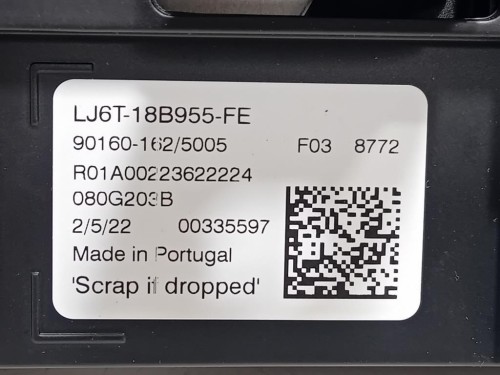 LJ6T-18B955-FE
90160-162/5005 F03 8772
R01A00223622224
080G203B
2/5/22 00335597
Made in Portugal
'Scrap if dropped'